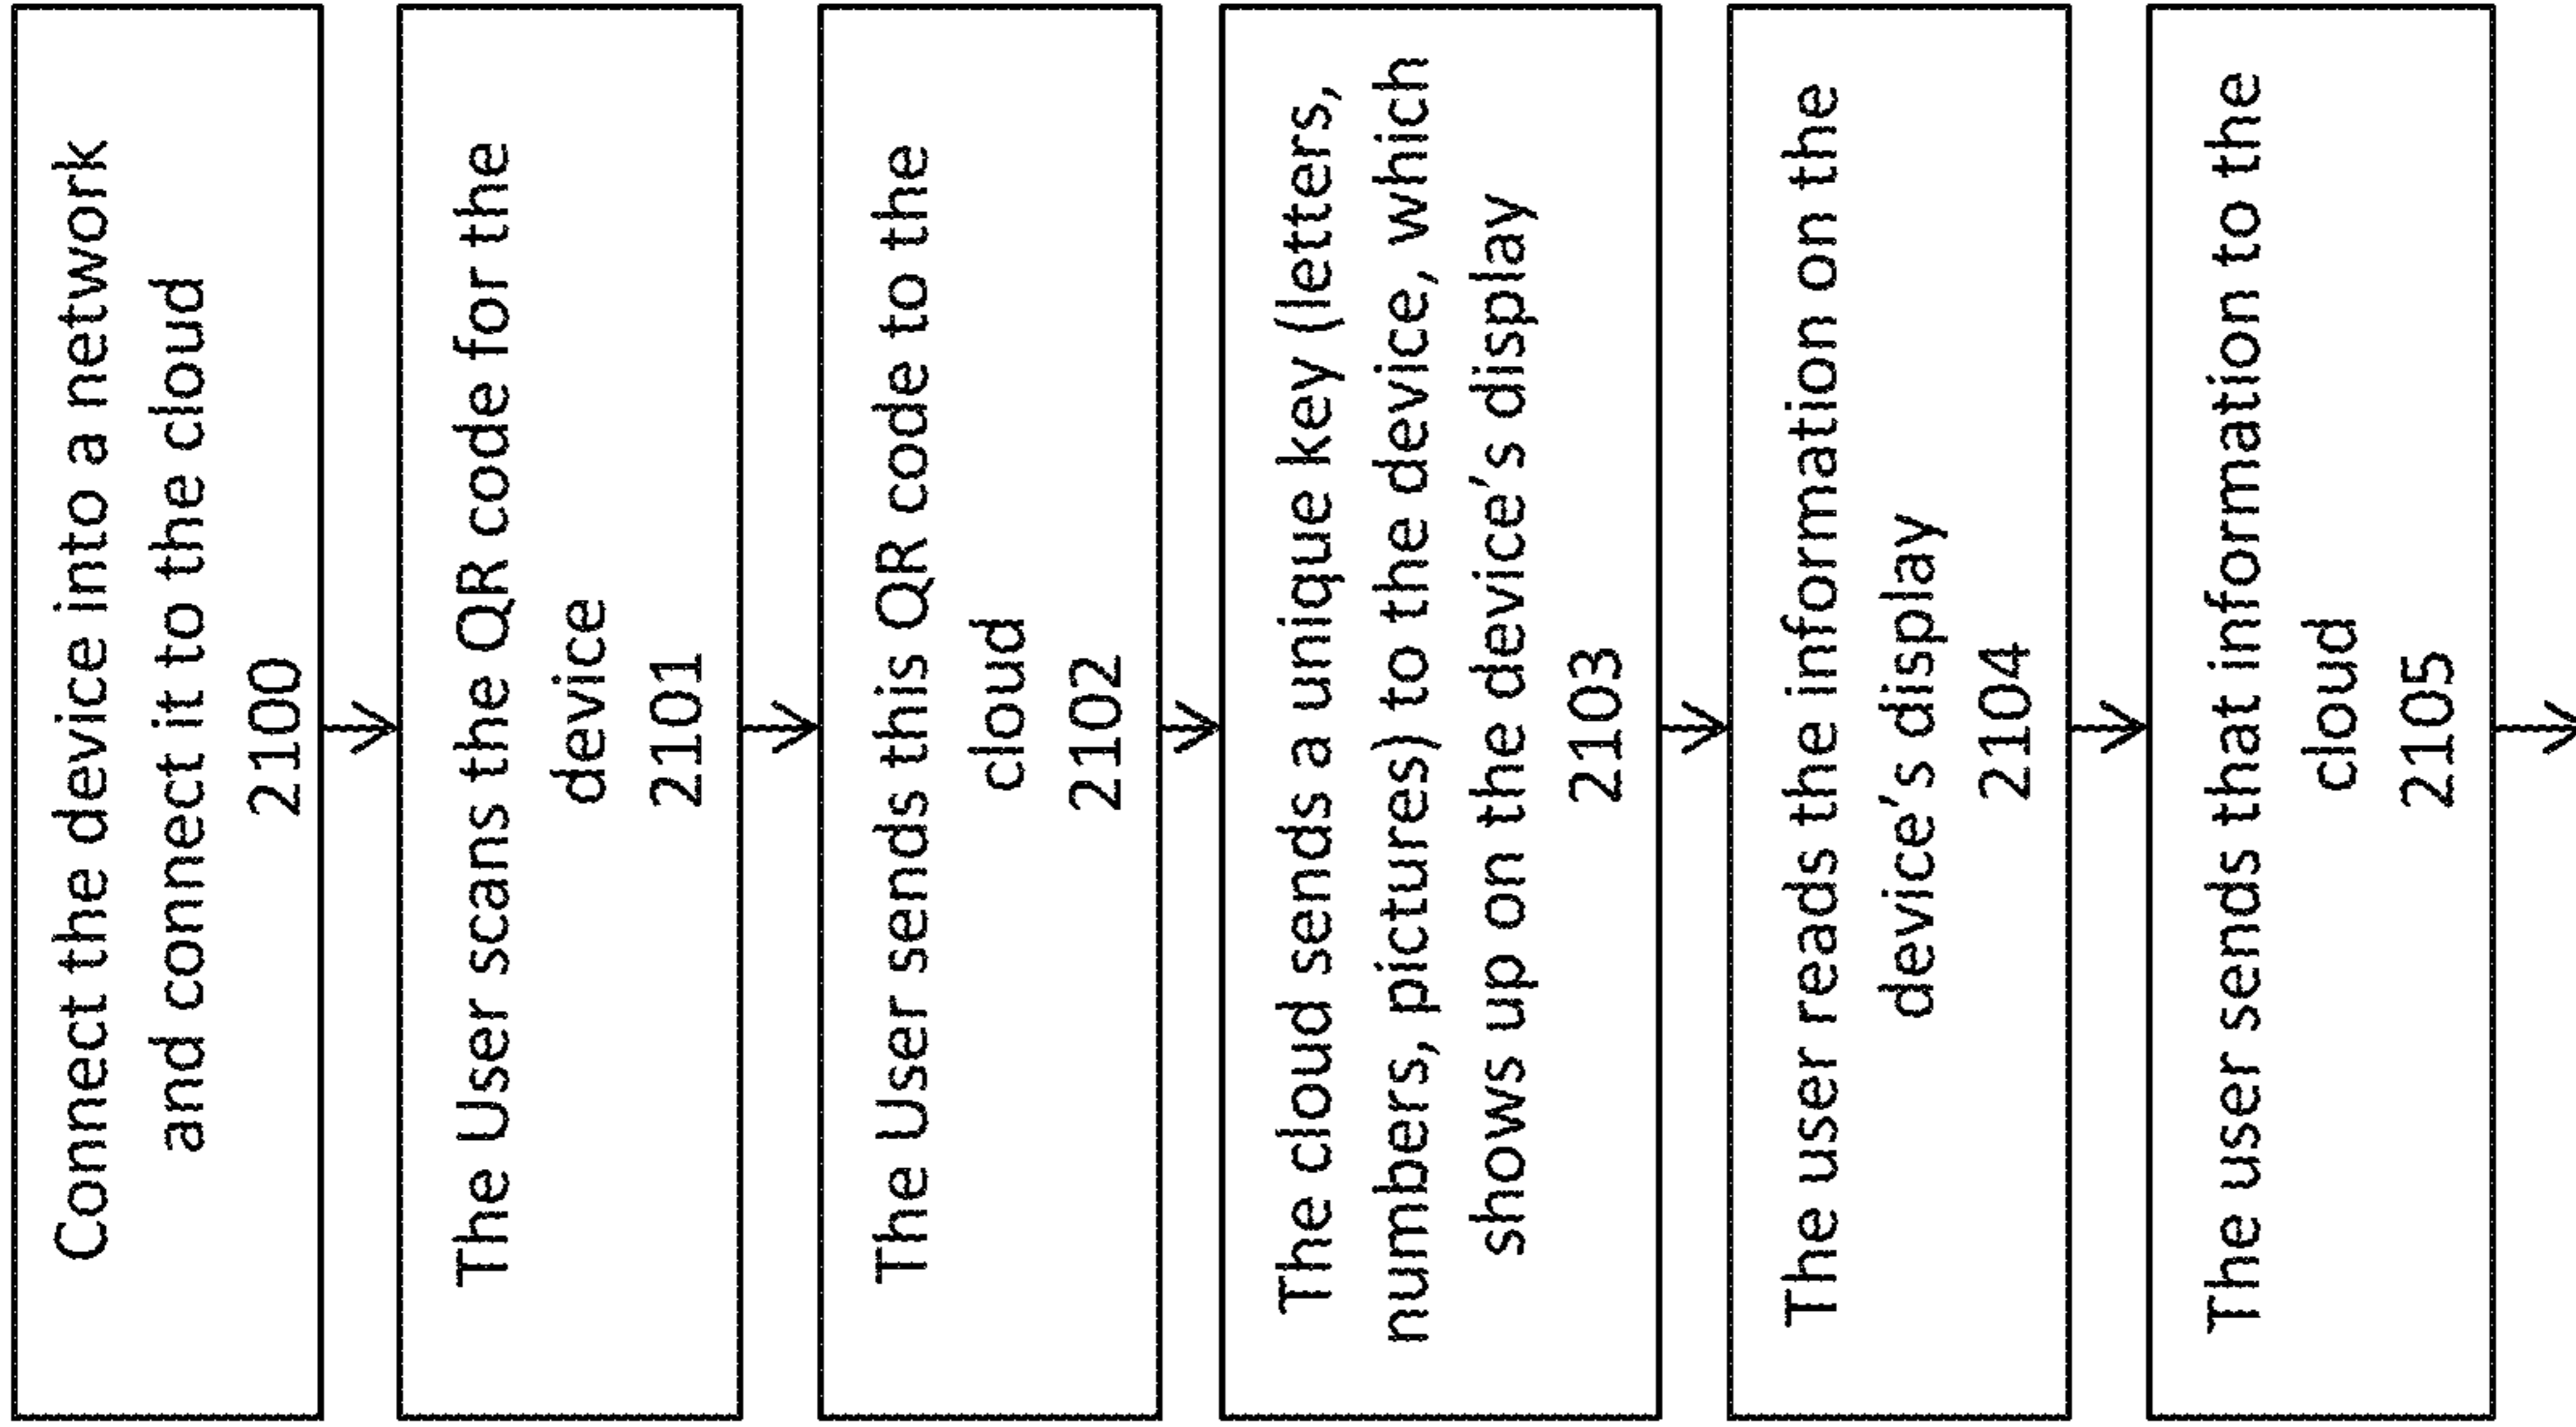 Connect the device into a network
and connect it to the cloud
2100
The User scans the QR code for the
device
2101
The User sends this QR code to the
cloud
2102
The cloud sends a unique key (letters,
numbers, pictures) to the device, which
shows up on the device's display
2103
The user reads the information on the
device's display
2104
The user sends that information to the
cloud
2105